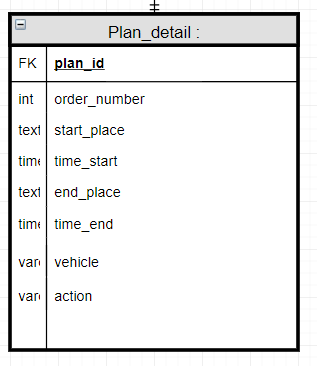 Plan_detail :
FK plan_id
int order_number
text start_place
time time_start
text end_place
time time_end
varc vehicle
varc action